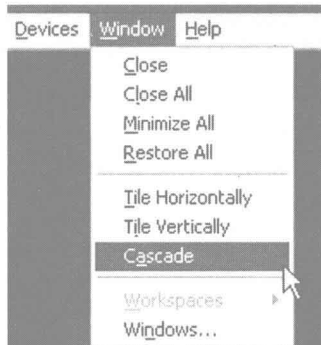 Devices Window Help
Close
Close All
Minimize All
Restore All
Tile Horizontally
Tile Vertically
Cascade
Workspaces
Windows...